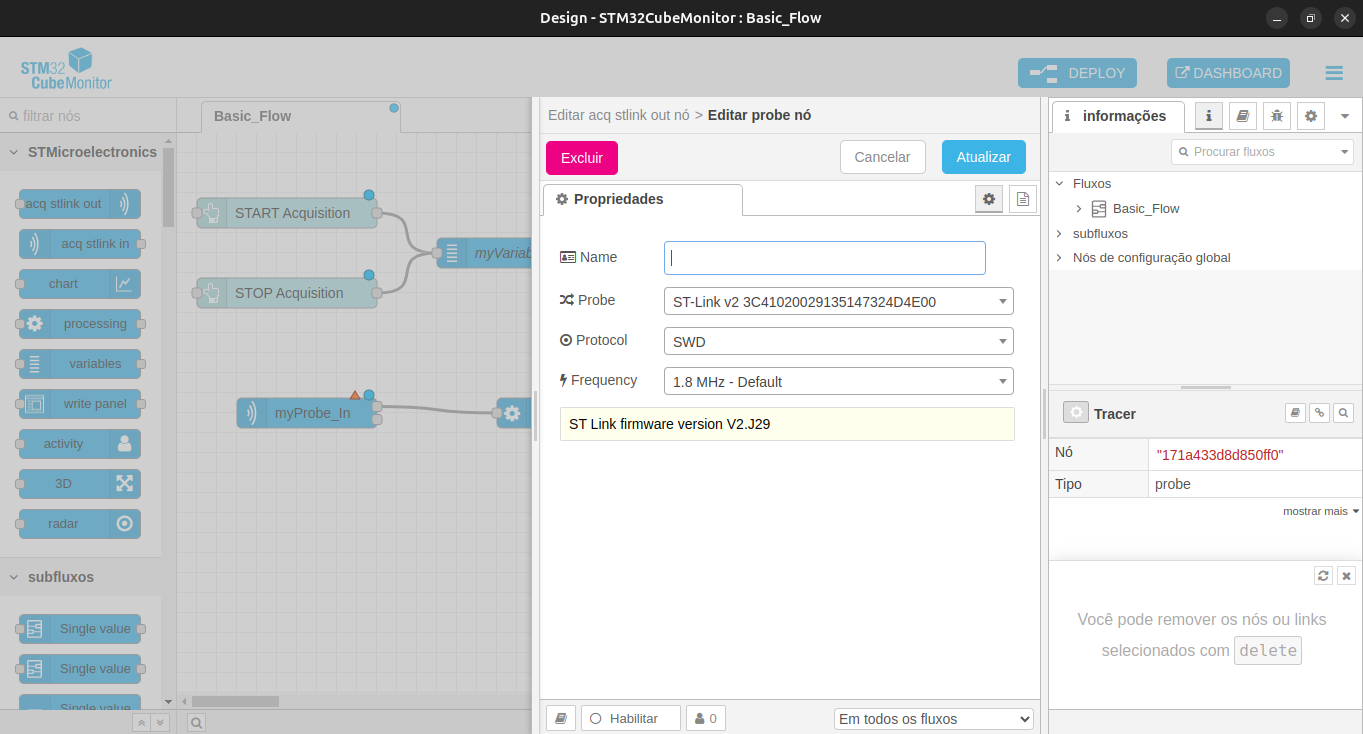 Design - STM32CubeMonitor : Basic_Flow
STM32
CubeMonitor
DEPLOY
DASHBOARD
filtrar nós
STMicroelectronics
acq stlink out
acq stlink in
chart
processing
variables
write panel
activity
3D
radar
subfluxos
Single value
Single value
Single value
Basic_Flow
START Acquisition
STOP Acquisition
myVariab
myProbe_In
Editar acq stlink out nó > Editar probe nó
Excluir
Cancelar
Atualizar
Propriedades
Name
Probe
ST-Link v2 3C41020029135147324D4E00
Protocol
SWD
Frequency
1.8 MHz - Default
ST Link firmware version V2.J29
Habilitar
0
Em todos os fluxos
informações
Procurar fluxos
Fluxos
Basic_Flow
subfluxos
Nós de configuração global
Tracer
Nó "171a433d8d850ff0"
Tipo probe
mostrar mais
Você pode remover os nós ou links
selecionados com delete